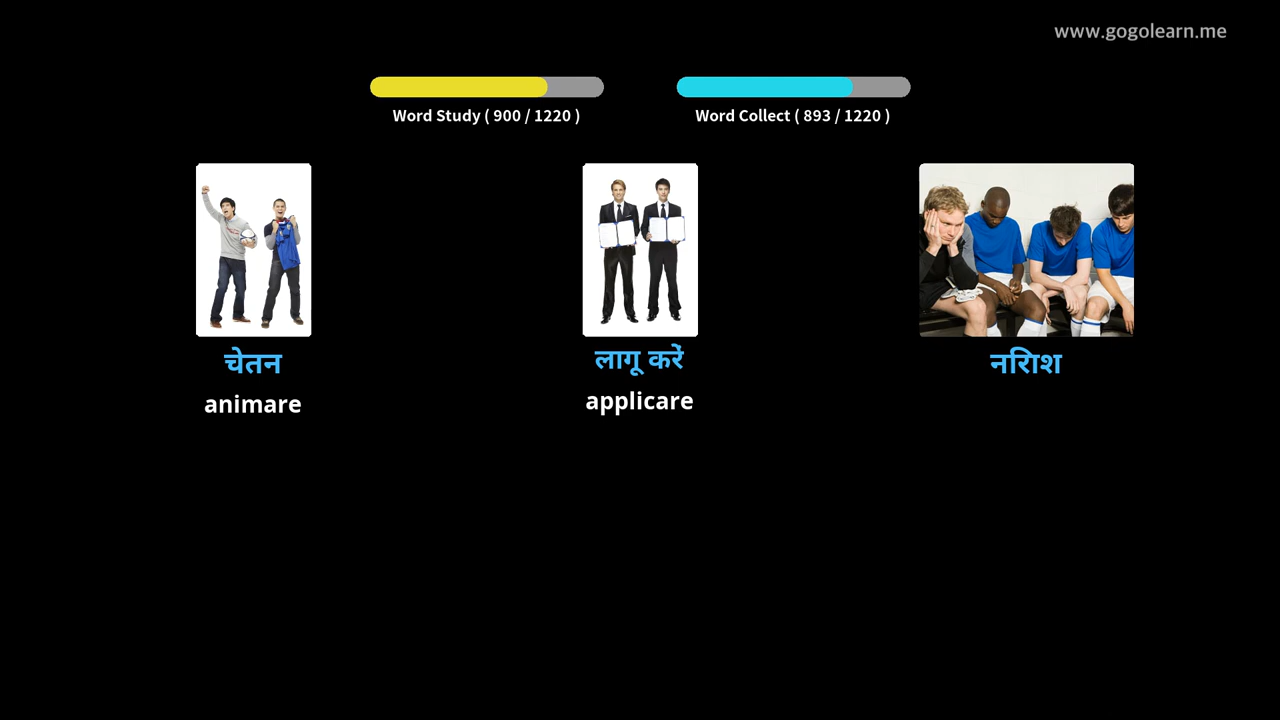 www.gogolearn.me
Word Study ( 900 / 1220 )
Word Collect ( 893 / 1220 )
चेतन
लागू करें
निराश
animare
applicare